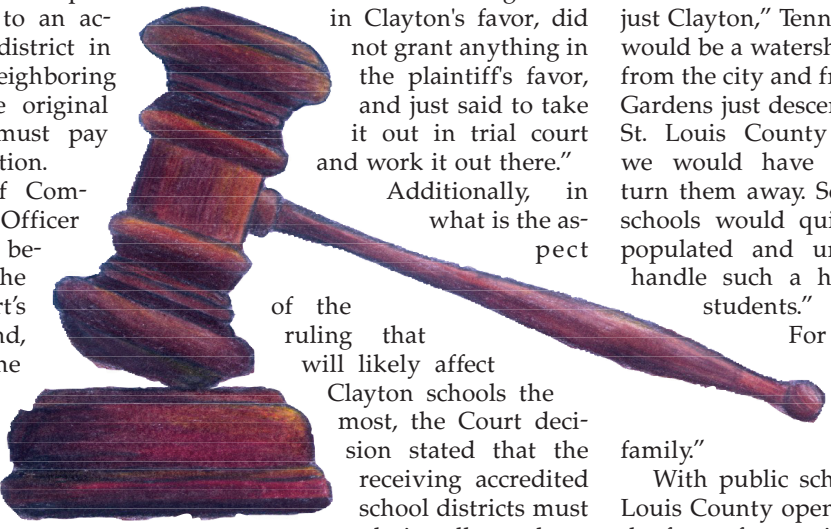 to an ac-
district in
eighboring
original
must pay
tion.
f Com-
Officer
be-
he
rt's
nd,
ne
in Clayton's favor, did
not grant anything in
the plaintiff's favor,
and just said to take
it out in trial court
and work it out there.”
Additionally, in
what is the as-
pect
of the
ruling that
will likely affect
Clayton schools the
most, the Court deci-
sion stated that the
receiving accredited
school districts must
just Clayton,” Tenn
would be a watersh
from the city and fr
Gardens just descen
St. Louis County
we would have
turn them away. So
schools would qui
populated and un
handle such a h
students.”
For
family.”
With public sch
Louis County open